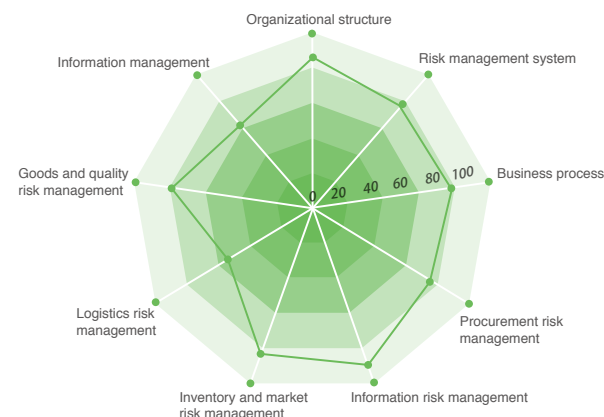 Organizational structure
Information management
Risk management system
Goods and quality
risk management
0 20 40 60 80 100
Business process
Logistics risk
management
Procurement risk
management
Inventory and market
risk management
Information risk management